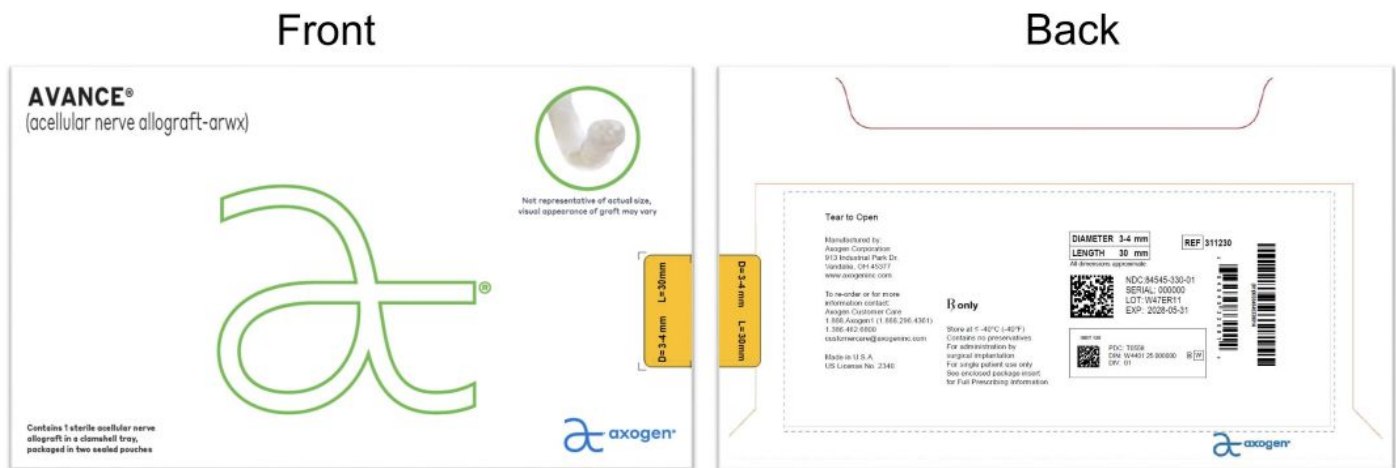 Front
AVANCE®
(acellular nerve allograft-arwx)
Not representative of actual size,
visual appearance of graft may vary
D=3-4 mm L=30mm
®
Contains 1 sterile acellular nerve
allograft in a clamshell tray,
packaged in two sealed pouches
axogen®
Back
D=3-4 mm L=30mm
Tear to Open
Manufactured by:
Axogen Corporation
913 Industrial Park Dr.
Vandalia, OH 45377
www.axogeninc.com
To re-order or for more
information contact:
Axogen Customer Care
1.888.Axogen1 (1.888.296.4361)
customercare@axogeninc.com
Made in U.S.A.
US License No. 2340
℞ only
Store at ≤ -40°C (-40°F)
Contains no preservatives
For administration by
surgical implantation
For single patient use only
See enclosed package insert
for Full Prescribing Information
DIAMETER 3-4 mm
LENGTH 30 mm
All dimensions approximate
REF 311230
NDC:84545-330-01
SERIAL: 000000
LOT: W47ER11
EXP: 2028-05-31
DIV: 01
axogen®